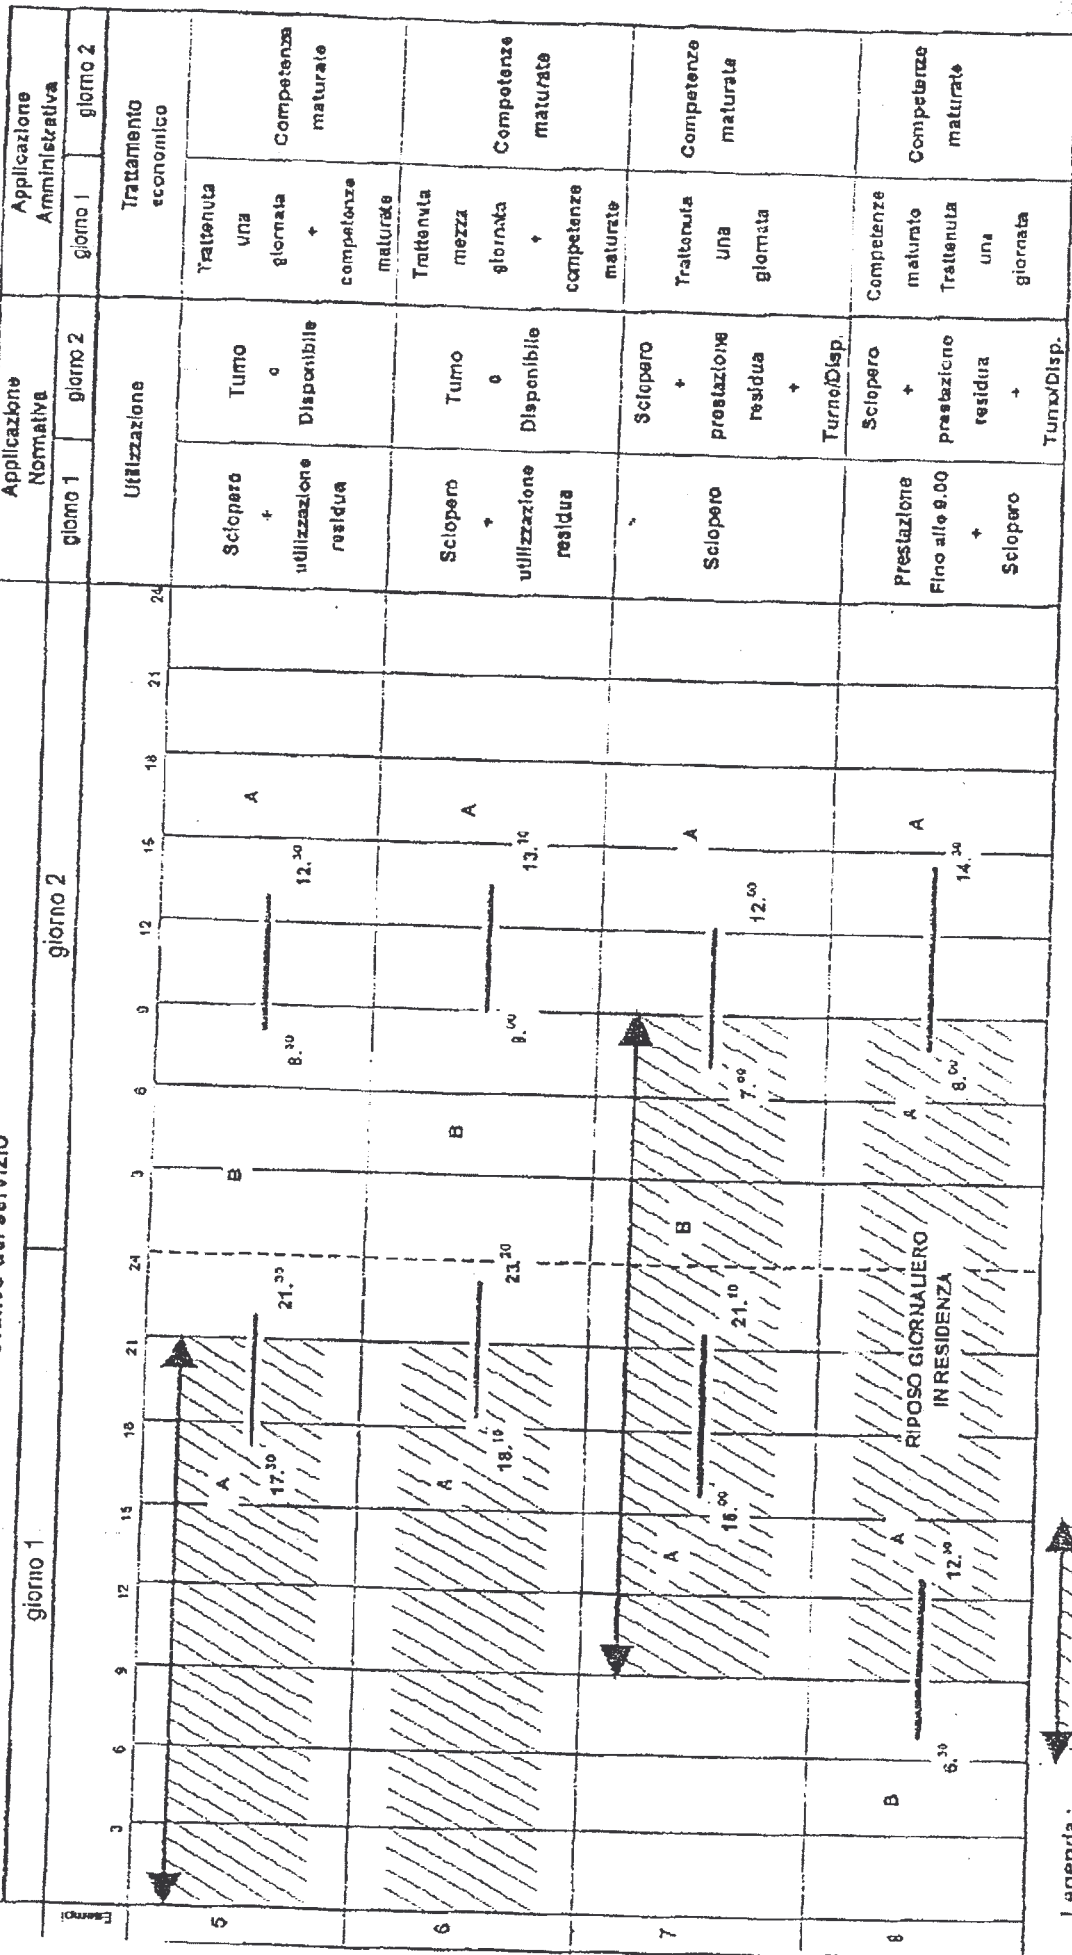 giorno 1
giorno 2
Applicazione
Normativa
Applicazione
Amministrativa
giorno 1
giorno 2
giorno 1
giorno 2
Esempi
3
6
9
12
15
18
21
24
3
6
9
12
15
18
21
24
Utilizzazione
Trattamento
economico
5
A
17.30
21.35
B
8.30
12.30
A
Sciopero
+
utilizzazione
residua
Turno
o
Disponibile
Trattenuta
una
giornata
+
competenze
maturate
Competenza
maturate
6
A
18.10
23.20
B
9.00
13.10
A
Sciopero
+
utilizzazione
residua
Turno
o
Disponibile
Trattenuta
mezza
giornata
+
competenze
maturate
Competenze
maturate
7
A
16.00
21.10
B
7.00
12.00
A
Sciopero
Sciopero
+
prestazione
residua
+
Turno/Disp.
Trattenuta
una
giornata
Competenze
maturate
8
B
6.30
12.30
A
RIPOSO GIORNALIERO
IN RESIDENZA
A
8.00
14.30
A
Prestazione
Fino alle 9.00
+
Sciopero
Sciopero
+
prestazione
residua
+
Turno/Disp.
Competenze
maturate
Trattenuta
una
giornata
Competenze
maturate
Legenda :